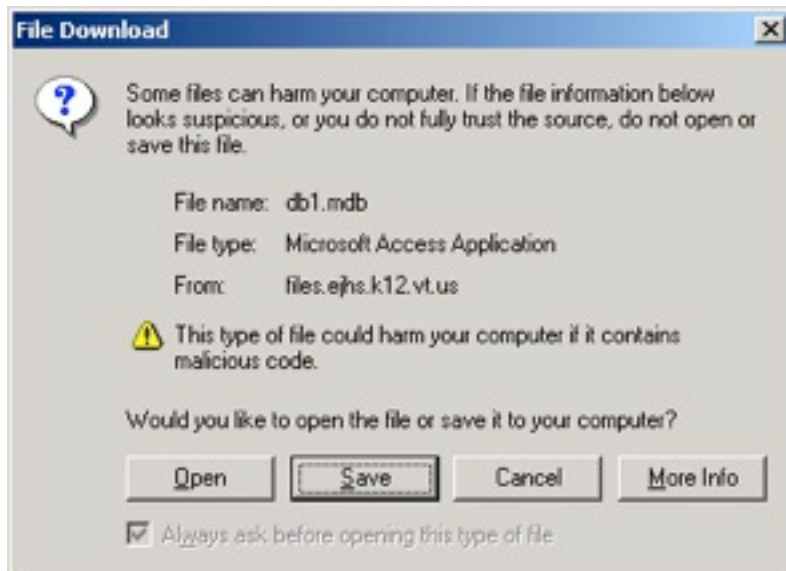 File Download
Some files can harm your computer. If the file information below
looks suspicious, or you do not fully trust the source, do not open or
save this file.
File name: db1.mdb
File type: Microsoft Access Application
From: files.ejhs.k12.vt.us
This type of file could harm your computer if it contains
malicious code.
Would you like to open the file or save it to your computer?
Open Save Cancel More Info
Always ask before opening this type of file